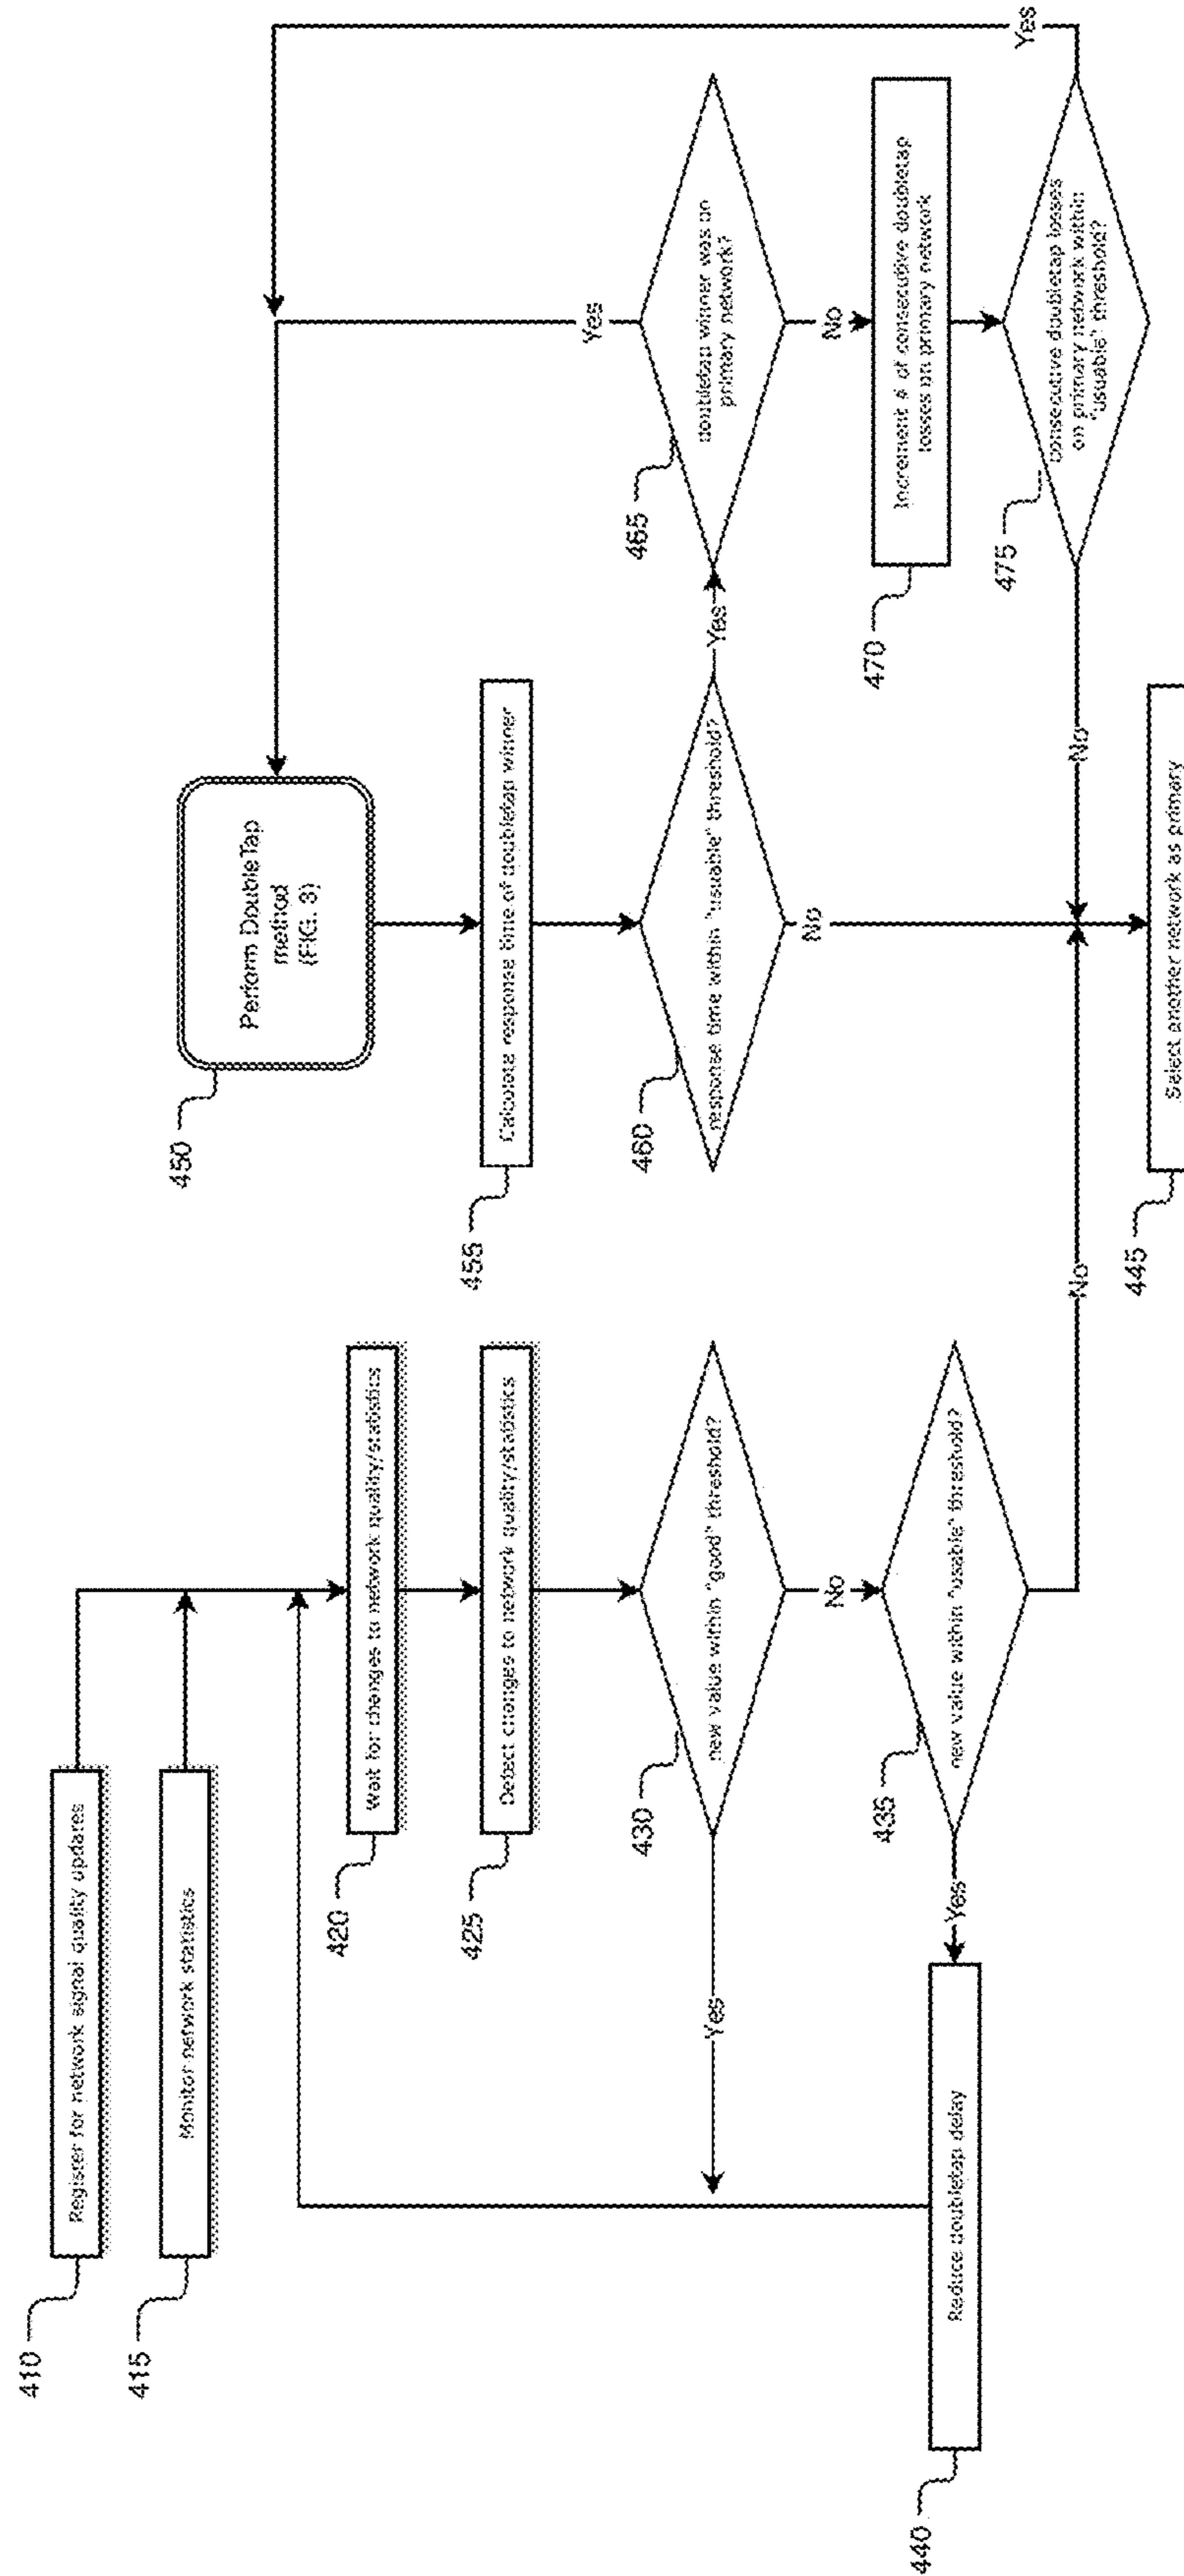 410
Register for network signal quality updates
415
Monitor network statistics
420
Wait for changes to network quality/statistics
425
Detect changes to network quality/statistics
430
new value within "good" threshold?
Yes
No
435
new value within "usable" threshold?
Yes
No
440
Reduce doubletap delay
450
Perform DoubleTap
method
(FIG. 3)
455
Calculate response time of doubletap winner
460
response time within "usuable" threshold?
Yes
No
465
doubletap winner was on
primary network?
Yes
No
470
Increment # of consecutive doubletap
losses on primary network
475
consecutive doubletap losses
on primary network within
"usuable" threshold?
Yes
No
445
Select another network as primary